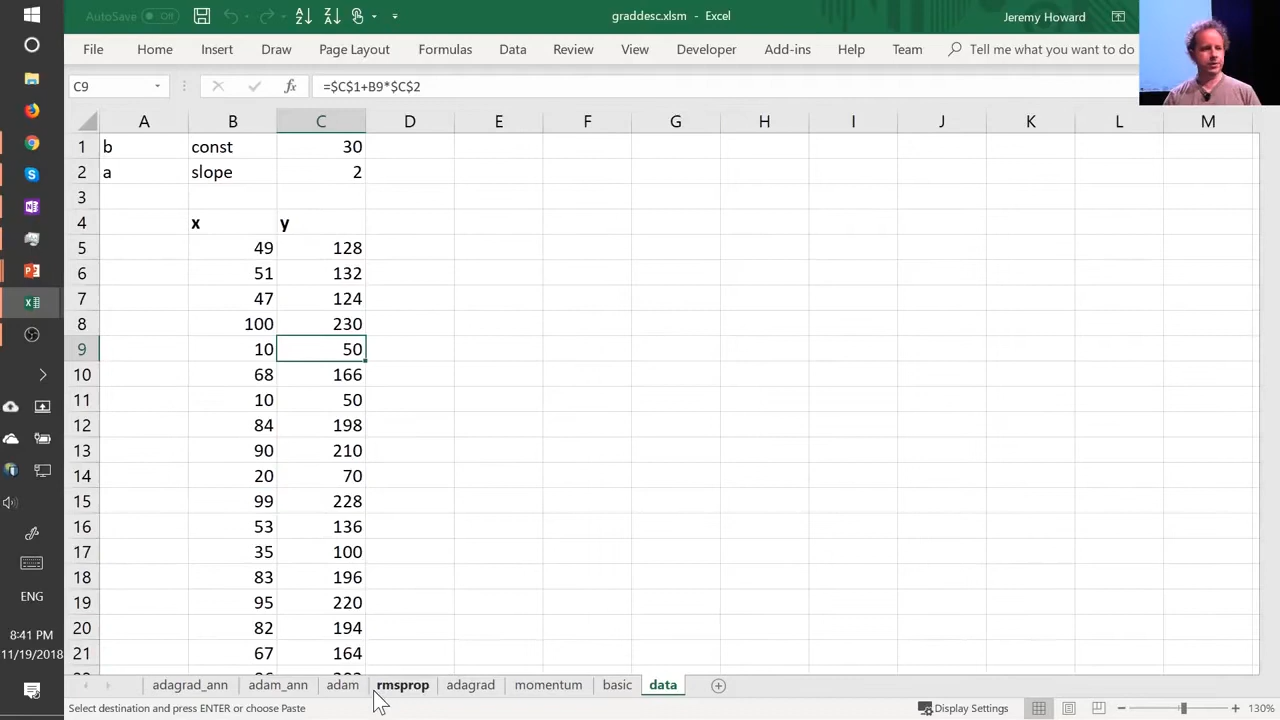 AutoSave Off graddesc.xlsm - Excel Jeremy Howard
File Home Insert Draw Page Layout Formulas Data Review View Developer Add-ins Help Team Tell me what you want to do
C9 fx =$C$1+B9*$C$2
A B C D E F G H I J K L M
1 b const 30
2 a slope 2
3
4 x y
5 49 128
6 51 132
7 47 124
8 100 230
9 10 50
10 68 166
11 10 50
12 84 198
13 90 210
14 20 70
15 99 228
16 53 136
17 35 100
18 83 196
19 95 220
20 82 194
21 67 164
ENG
8:41 PM
11/19/2018
adagrad_ann adam_ann adam rmsprop adagrad momentum basic data
Select destination and press ENTER or choose Paste Display Settings 130%